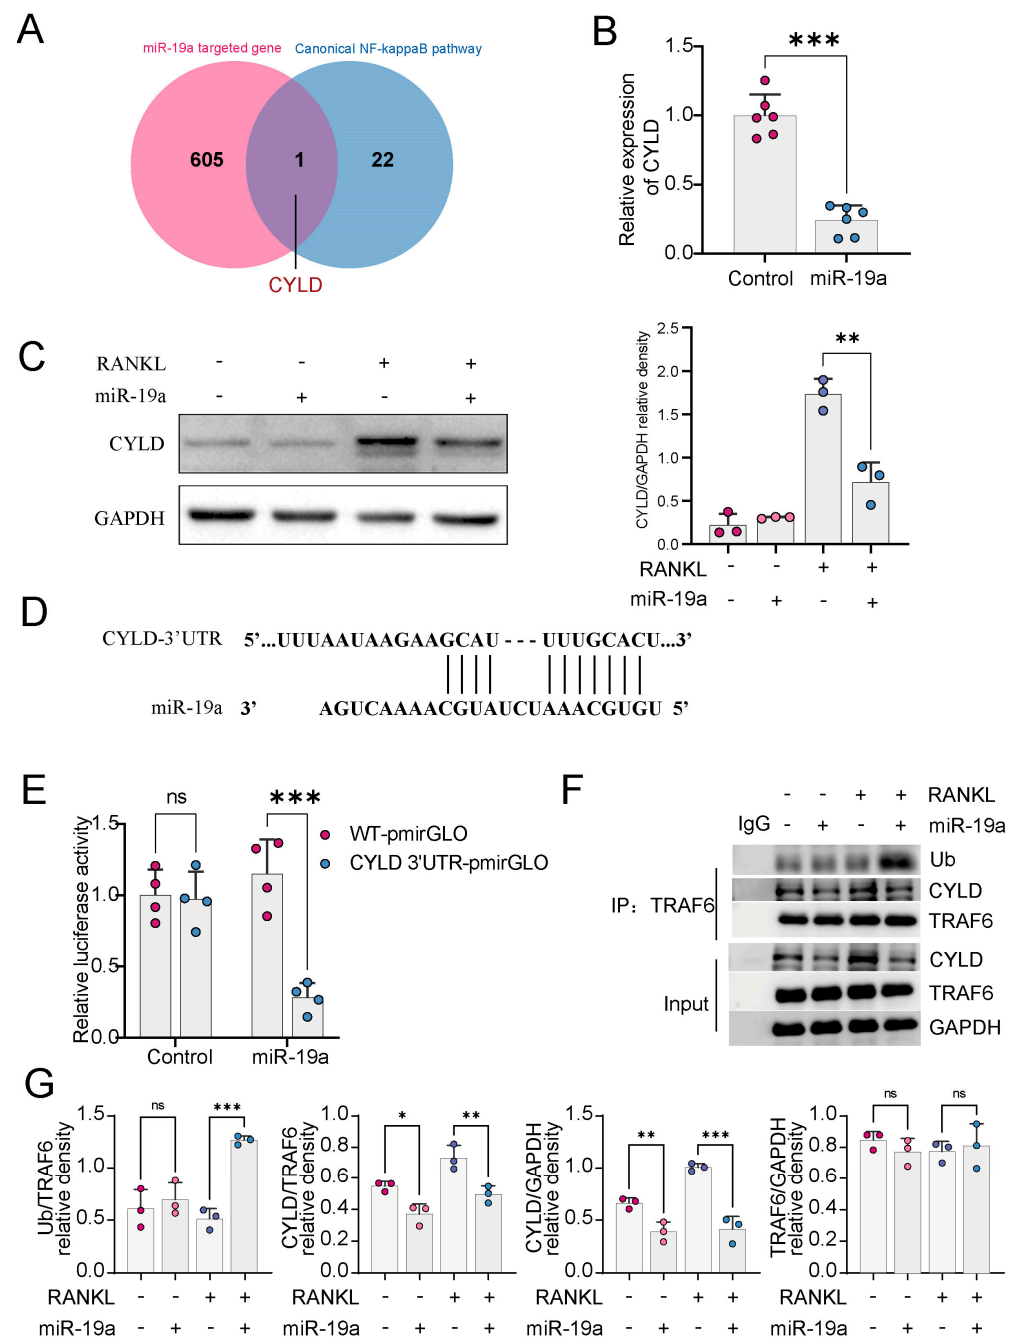 A
miR-19a targeted gene
Canonical NF-kappaB pathway
605
1
22
CYLD
B
Relative expression
of CYLD
1.5
1.0
0.5
0.0
***
Control
miR-19a
C
RANKL - - + +
miR-19a - + - +
CYLD
GAPDH
CYLD/GAPDH relative density
2.5
2.0
1.5
1.0
0.5
0.0
**
RANKL - - + +
miR-19a - + - +
D
CYLD-3’UTR 5’...UUUAAUAAGAAGCAU---UUUGCACU...3’
miR-19a 3’ AGUCAAAACGUAUCUAAACGUGU 5’
E
Relative luciferase activity
1.5
1.0
0.5
0.0
ns
***
WT-pmirGLO
CYLD 3'UTR-pmirGLO
Control
miR-19a
F
- - + + RANKL
IgG - + - + miR-19a
IP: TRAF6
Ub
CYLD
TRAF6
Input
CYLD
TRAF6
GAPDH
G
Ub/TRAF6
relative density
1.5
1.0
0.5
0.0
ns
***
RANKL - - + +
miR-19a - + - +
CYLD/TRAF6
relative density
1.0
0.8
0.6
0.4
0.2
0.0
*
**
RANKL - - + +
miR-19a - + - +
CYLD/GAPDH
relative density
1.5
1.0
0.5
0.0
**
***
RANKL - - + +
miR-19a - + - +
TRAF6/GAPDH
relative density
1.0
0.8
0.6
0.4
0.2
0.0
ns
ns
RANKL - - + +
miR-19a - + - +